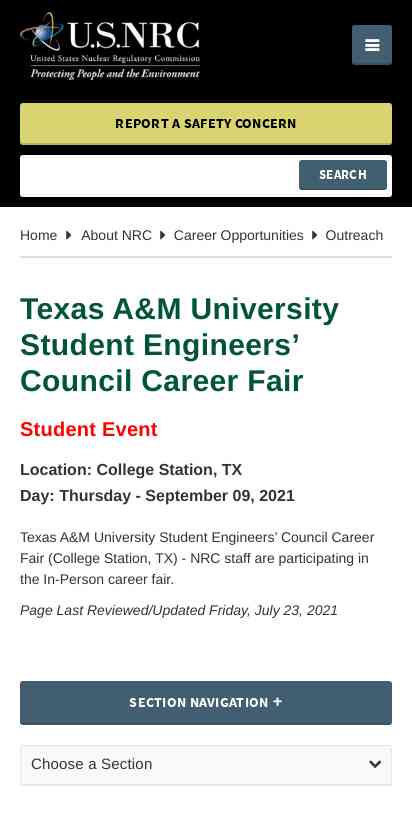 U.S.NRC
United States Nuclear Regulatory Commission
Protecting People and the Environment
REPORT A SAFETY CONCERN
SEARCH
Home About NRC Career Opportunities Outreach
Texas A&M University
Student Engineers’
Council Career Fair
Student Event
Location: College Station, TX
Day: Thursday - September 09, 2021
Texas A&M University Student Engineers’ Council Career
Fair (College Station, TX) - NRC staff are participating in
the In-Person career fair.
Page Last Reviewed/Updated Friday, July 23, 2021
SECTION NAVIGATION +
Choose a Section